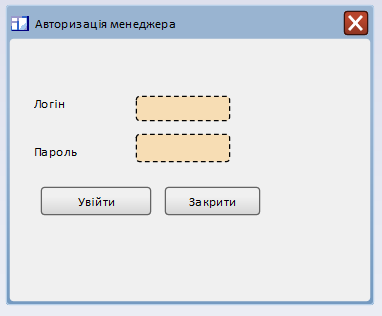 Авторизація менеджера
Логін
Пароль
Увійти
Закрити